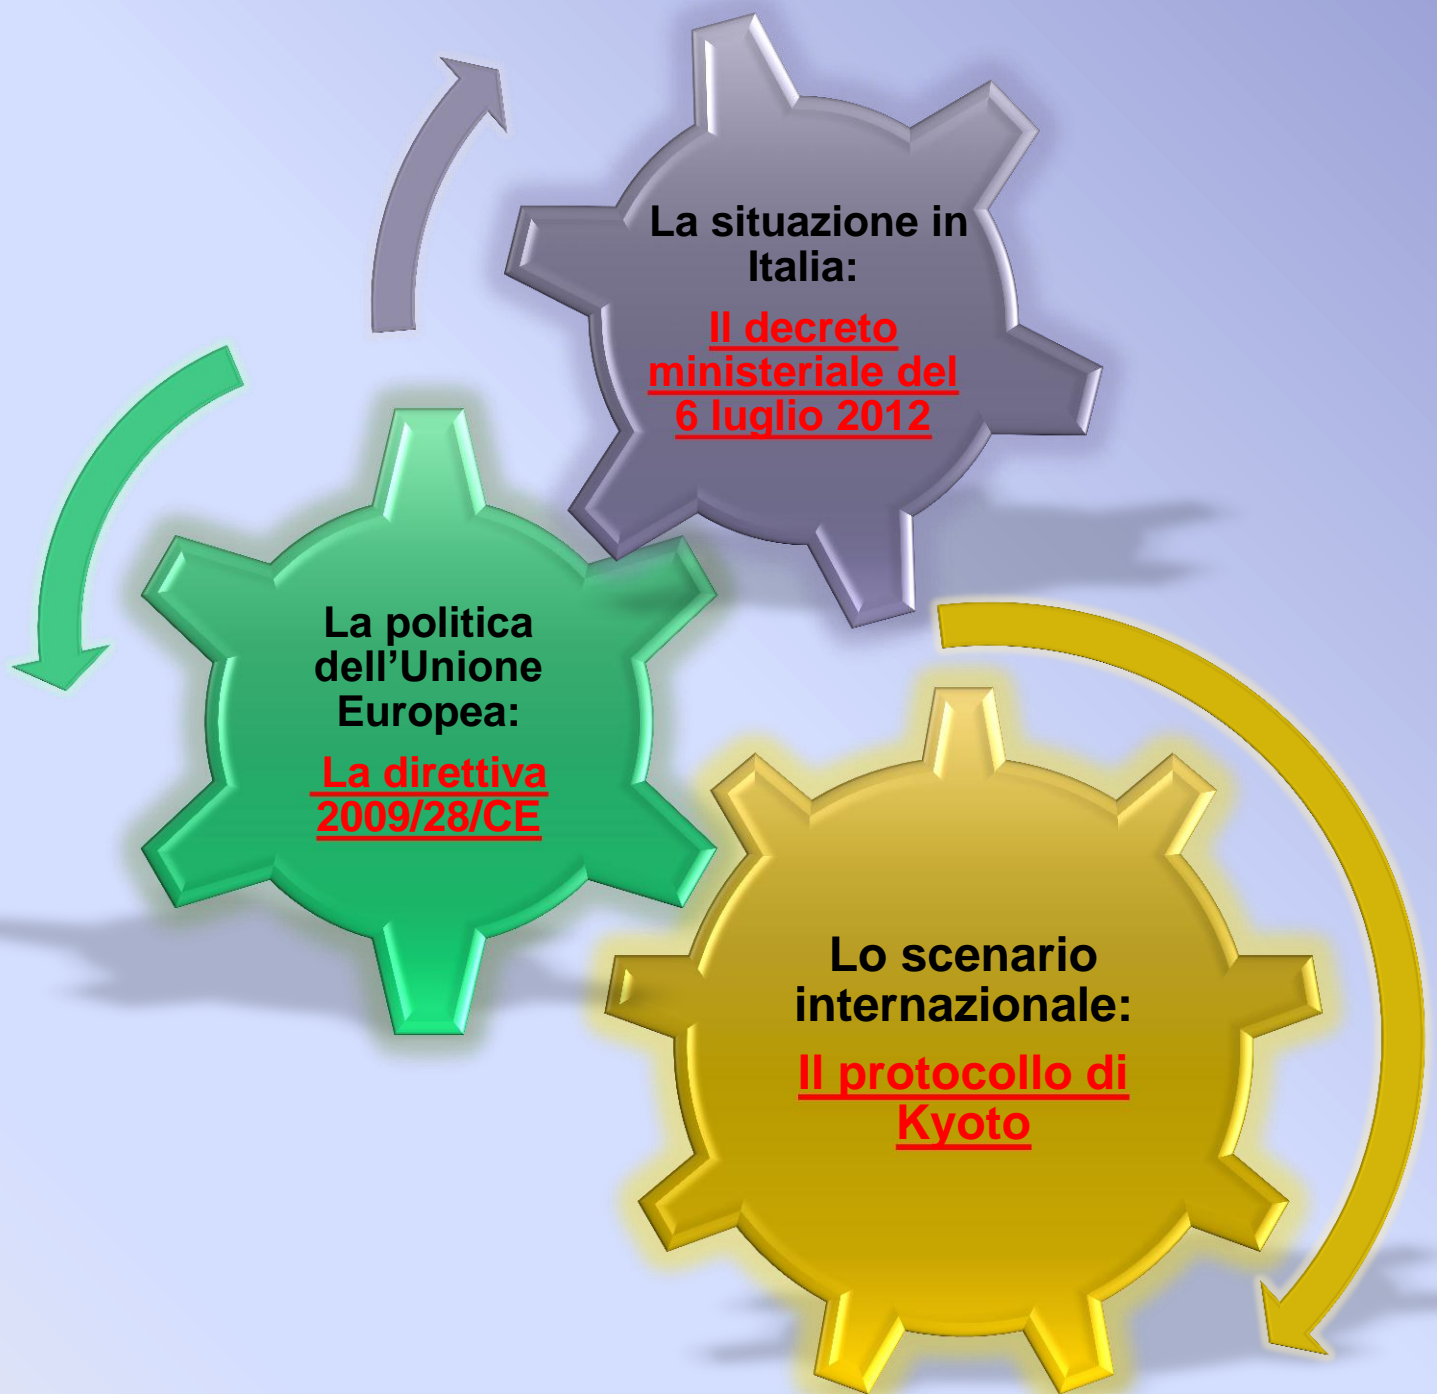 La situazione in
Italia:
Il decreto
ministeriale del
6 luglio 2012
La politica
dell’Unione
Europea:
La direttiva
2009/28/CE
Lo scenario
internazionale:
Il protocollo di
Kyoto